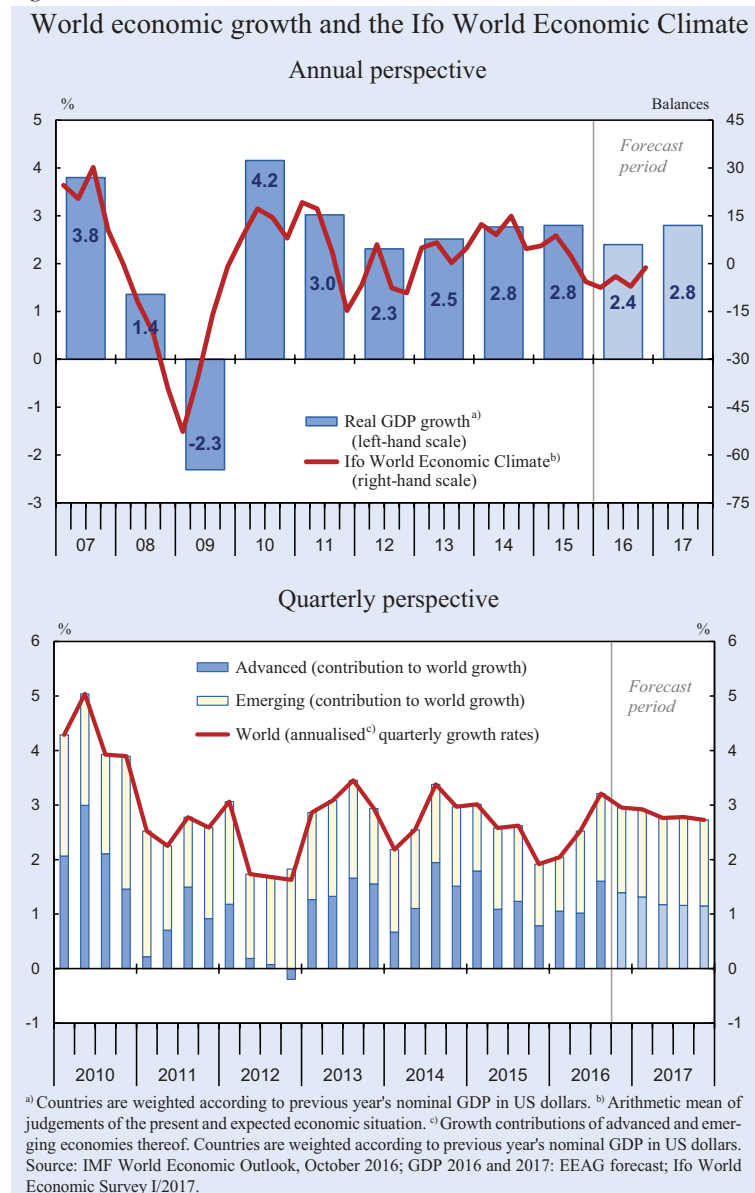 World economic growth and the Ifo World Economic Climate
Annual perspective
%
Balances
5
4
3
2
1
0
-1
-2
-3
45
30
15
0
-15
-30
-45
-60
-75
Forecast
period
3.8
1.4
-2.3
4.2
3.0
2.3
2.5
2.8
2.8
2.4
2.8
Real GDP growth a)
(left-hand scale)
Ifo World Economic Climate b)
(right-hand scale)
07 08 09 10 11 12 13 14 15 16 17
Quarterly perspective
%
%
6
5
4
3
2
1
0
-1
6
5
4
3
2
1
0
-1
Advanced (contribution to world growth)
Emerging (contribution to world growth)
World (annualised c) quarterly growth rates)
Forecast
period
2010 2011 2012 2013 2014 2015 2016 2017
a) Countries are weighted according to previous year's nominal GDP in US dollars. b) Arithmetic mean of
judgements of the present and expected economic situation. c) Growth contributions of advanced and emer-
ging economies thereof. Countries are weighted according to previous year's nominal GDP in US dollars.
Source: IMF World Economic Outlook, October 2016; GDP 2016 and 2017: EEAG forecast; Ifo World
Economic Survey I/2017.